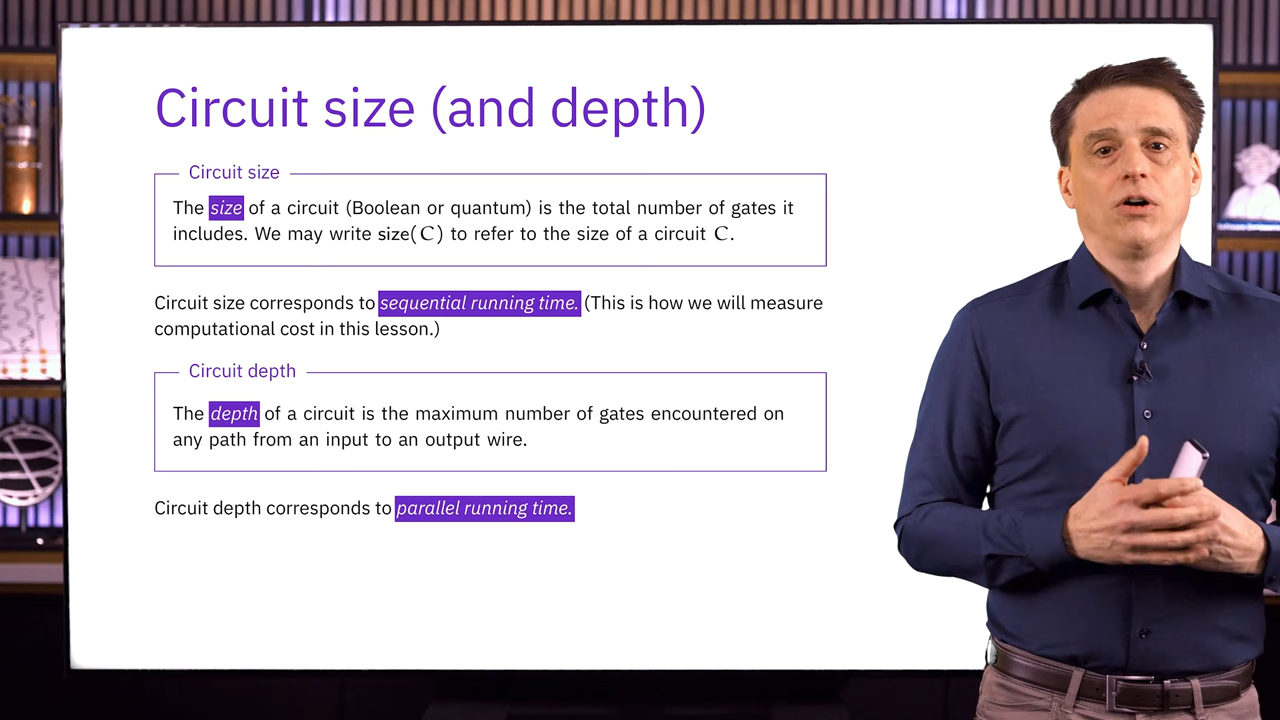 Circuit size (and depth)
Circuit size
The size of a circuit (Boolean or quantum) is the total number of gates it
includes. We may write size(C) to refer to the size of a circuit C.
Circuit size corresponds to sequential running time. (This is how we will measure
computational cost in this lesson.)
Circuit depth
The depth of a circuit is the maximum number of gates encountered on
any path from an input to an output wire.
Circuit depth corresponds to parallel running time.